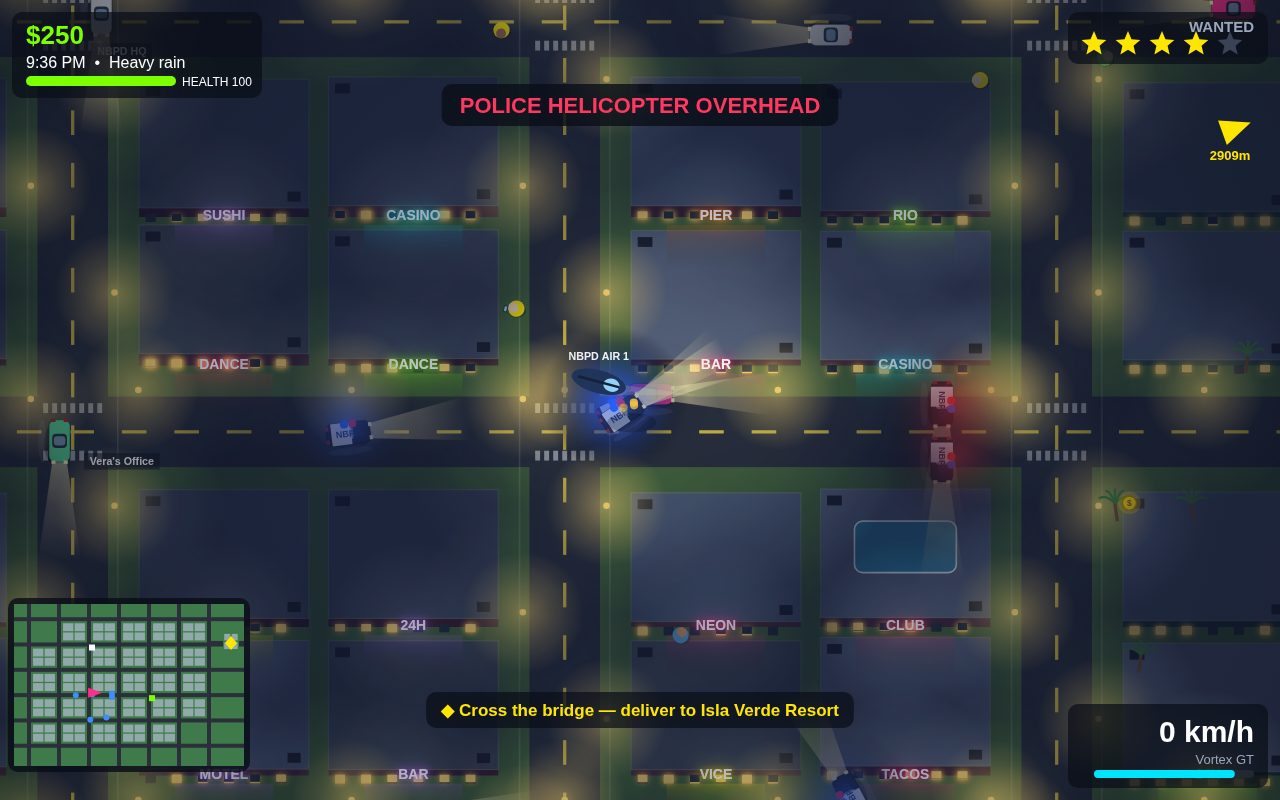 $250
9:36 PM • Heavy rain
HEALTH 100
NBPD HQ
WANTED
POLICE HELICOPTER OVERHEAD
2909m
SUSHI
CASINO
PIER
RIO
NBPD AIR 1
DANCE
DANCE
BAR
CASINO
Vera's Office
24H
NEON
CLUB
◆ Cross the bridge — deliver to Isla Verde Resort
0 km/h
Vortex GT
MOTEL
BAR
VICE
TACOS